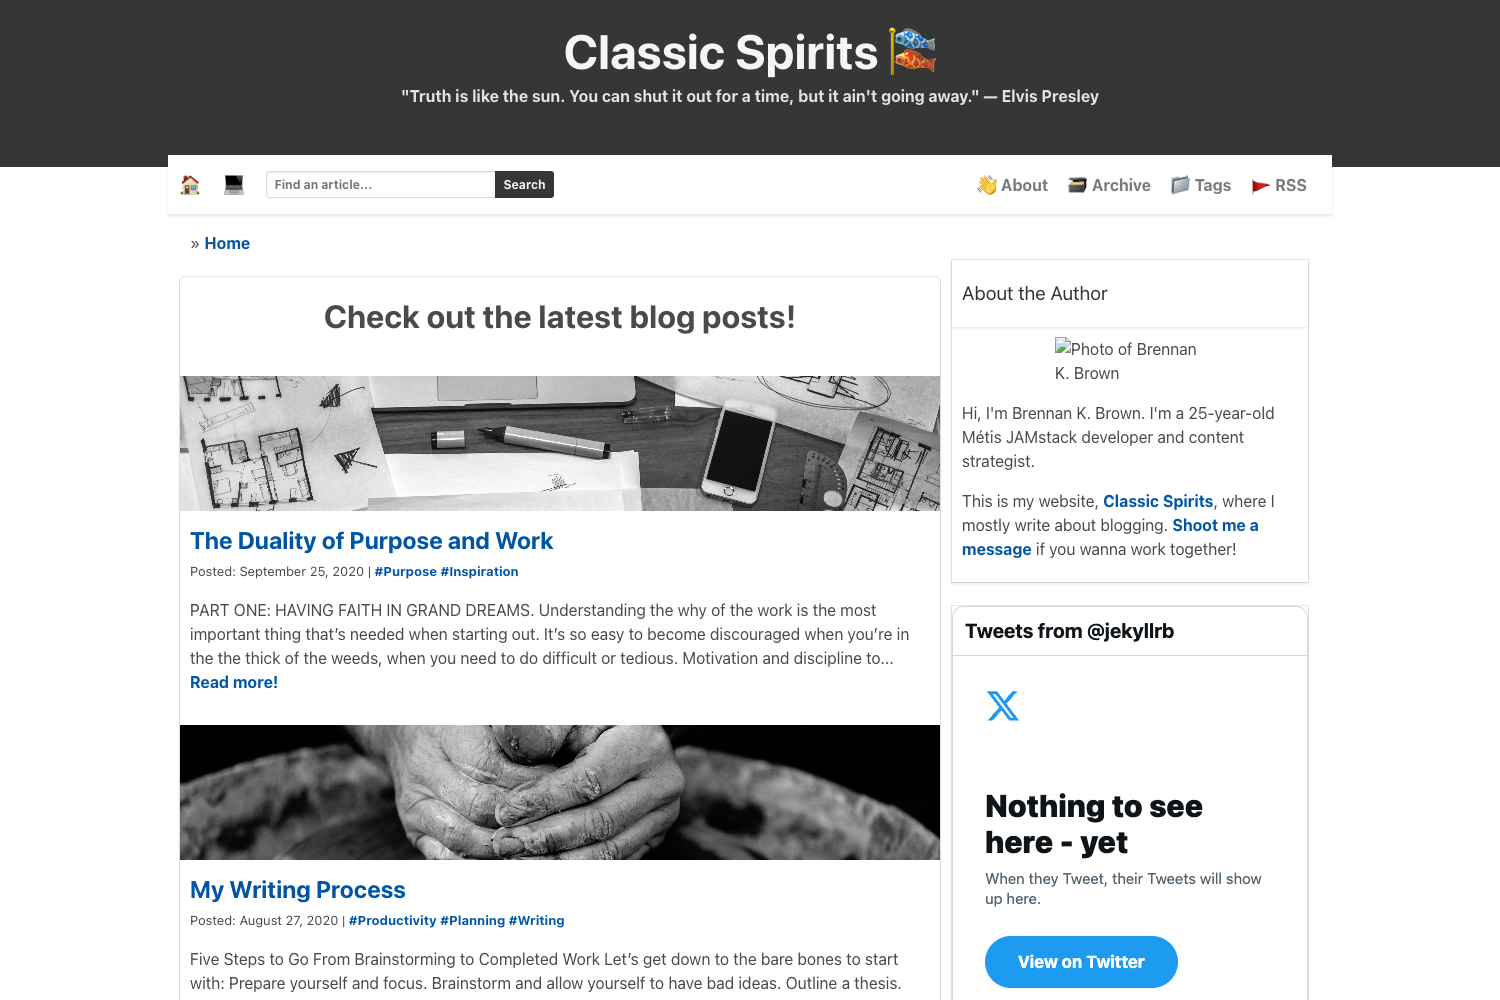 Classic Spirits
"Truth is like the sun. You can shut it out for a time, but it ain't going away." — Elvis Presley
Find an article...
Search
About
Archive
Tags
RSS
» Home
Check out the latest blog posts!
The Duality of Purpose and Work
Posted: September 25, 2020 | #Purpose #Inspiration
PART ONE: HAVING FAITH IN GRAND DREAMS. Understanding the why of the work is the most
important thing that’s needed when starting out. It’s so easy to become discouraged when you’re in
the the thick of the weeds, when you need to do difficult or tedious. Motivation and discipline to...
Read more!
My Writing Process
Posted: August 27, 2020 | #Productivity #Planning #Writing
Five Steps to Go From Brainstorming to Completed Work Let’s get down to the bare bones to start
with: Prepare yourself and focus. Brainstorm and allow yourself to have bad ideas. Outline a thesis.
About the Author
Photo of Brennan
K. Brown
Hi, I'm Brennan K. Brown. I'm a 25-year-old
Métis JAMstack developer and content
strategist.
This is my website, Classic Spirits, where I
mostly write about blogging. Shoot me a
message if you wanna work together!
Tweets from @jekyllrb
Nothing to see
here - yet
When they Tweet, their Tweets will show
up here.
View on Twitter